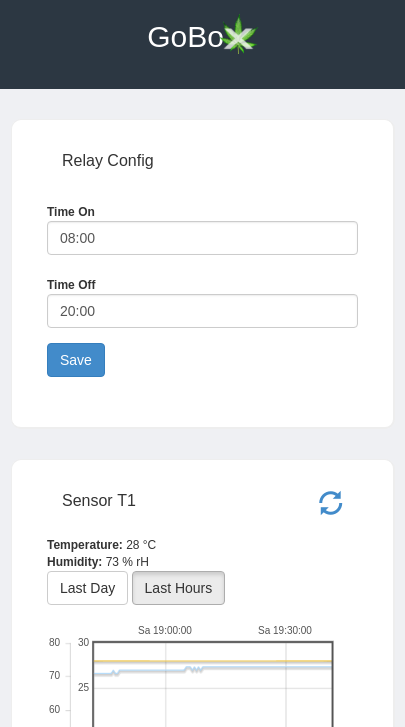 GoBox
Relay Config
Time On
08:00
Time Off
20:00
Save
Sensor T1
Temperature: 28 °C
Humidity: 73 % rH
Last Day Last Hours
Sa 19:00:00 Sa 19:30:00
80 30
70
25
60